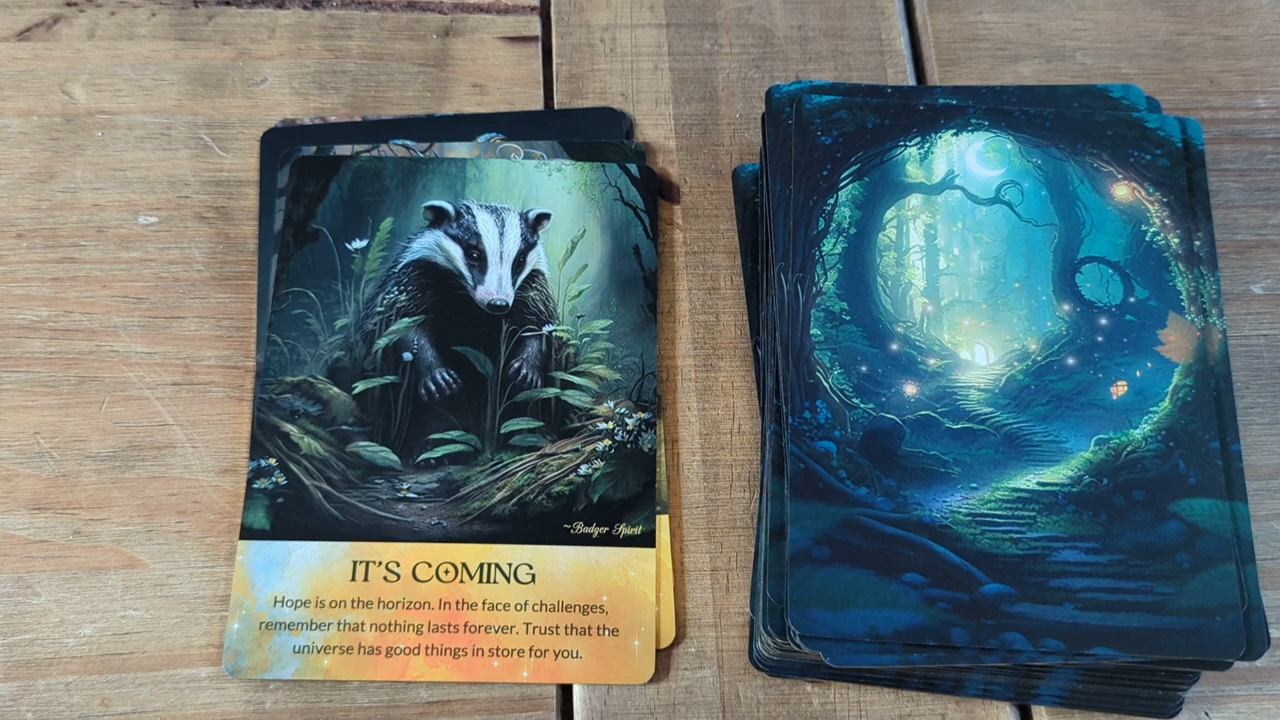 ~Badger Spirit
IT'S COMING
Hope is on the horizon. In the face of challenges,
remember that nothing lasts forever. Trust that the
universe has good things in store for you.